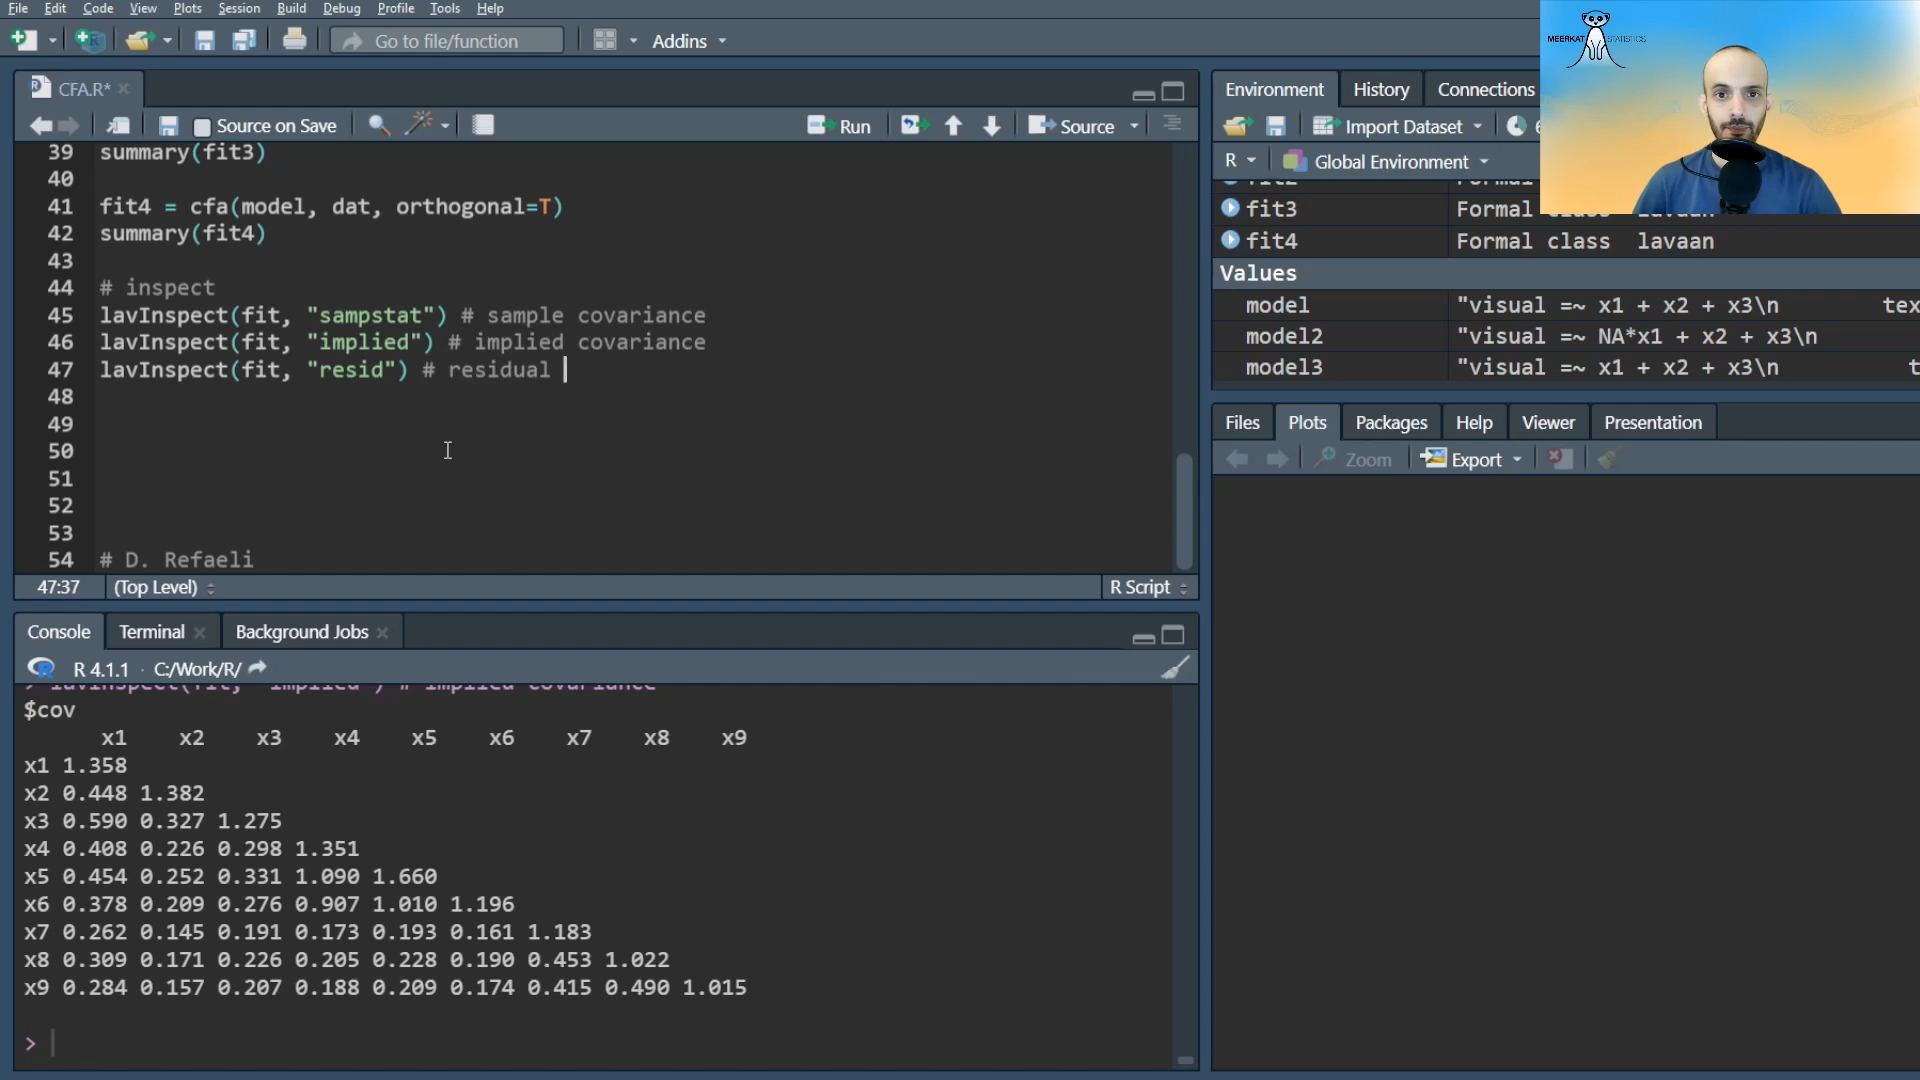 File Edit Code View Plots Session Build Debug Profile Tools Help
Go to file/function Addins
MEERKAT STATISTICS
CFA.R*
Source on Save Run Source
39 summary(fit3)
40
41 fit4 = cfa(model, dat, orthogonal=T)
42 summary(fit4)
43
44 # inspect
45 lavInspect(fit, "sampstat") # sample covariance
46 lavInspect(fit, "implied") # implied covariance
47 lavInspect(fit, "resid") # residual
48
49
50
51
52
53
54 # D. Refaeli
47:37 (Top Level) R Script
Console Terminal Background Jobs
R 4.1.1 · C:/Work/R/
> lavInspect(fit, "implied") # implied covariance
$cov
x1 x2 x3 x4 x5 x6 x7 x8 x9
x1 1.358
x2 0.448 1.382
x3 0.590 0.327 1.275
x4 0.408 0.226 0.298 1.351
x5 0.454 0.252 0.331 1.090 1.660
x6 0.378 0.209 0.276 0.907 1.010 1.196
x7 0.262 0.145 0.191 0.173 0.193 0.161 1.183
x8 0.309 0.171 0.226 0.205 0.228 0.190 0.453 1.022
x9 0.284 0.157 0.207 0.188 0.209 0.174 0.415 0.490 1.015
>
Environment History Connections
Import Dataset 6
R Global Environment
fit2 Formal
fit3 Formal class lavaan
fit4 Formal class lavaan
Values
model "visual =~ x1 + x2 + x3\n tex
model2 "visual =~ NA*x1 + x2 + x3\n
model3 "visual =~ x1 + x2 + x3\n t
Files Plots Packages Help Viewer Presentation
Zoom Export